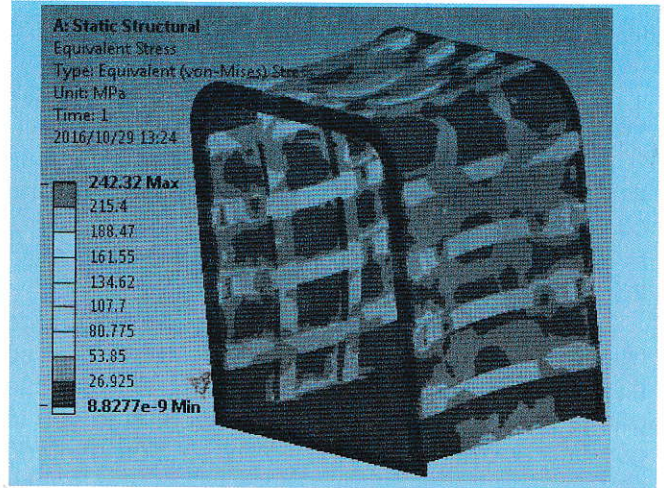 A: Static Structural
Equivalent Stress
Type: Equivalent (von-Mises) Stress
Unit: MPa
Time: 1
2016/10/29 13:24
242.32 Max
215.4
188.47
161.55
134.62
107.7
80.775
53.85
26.925
8.8277e-9 Min